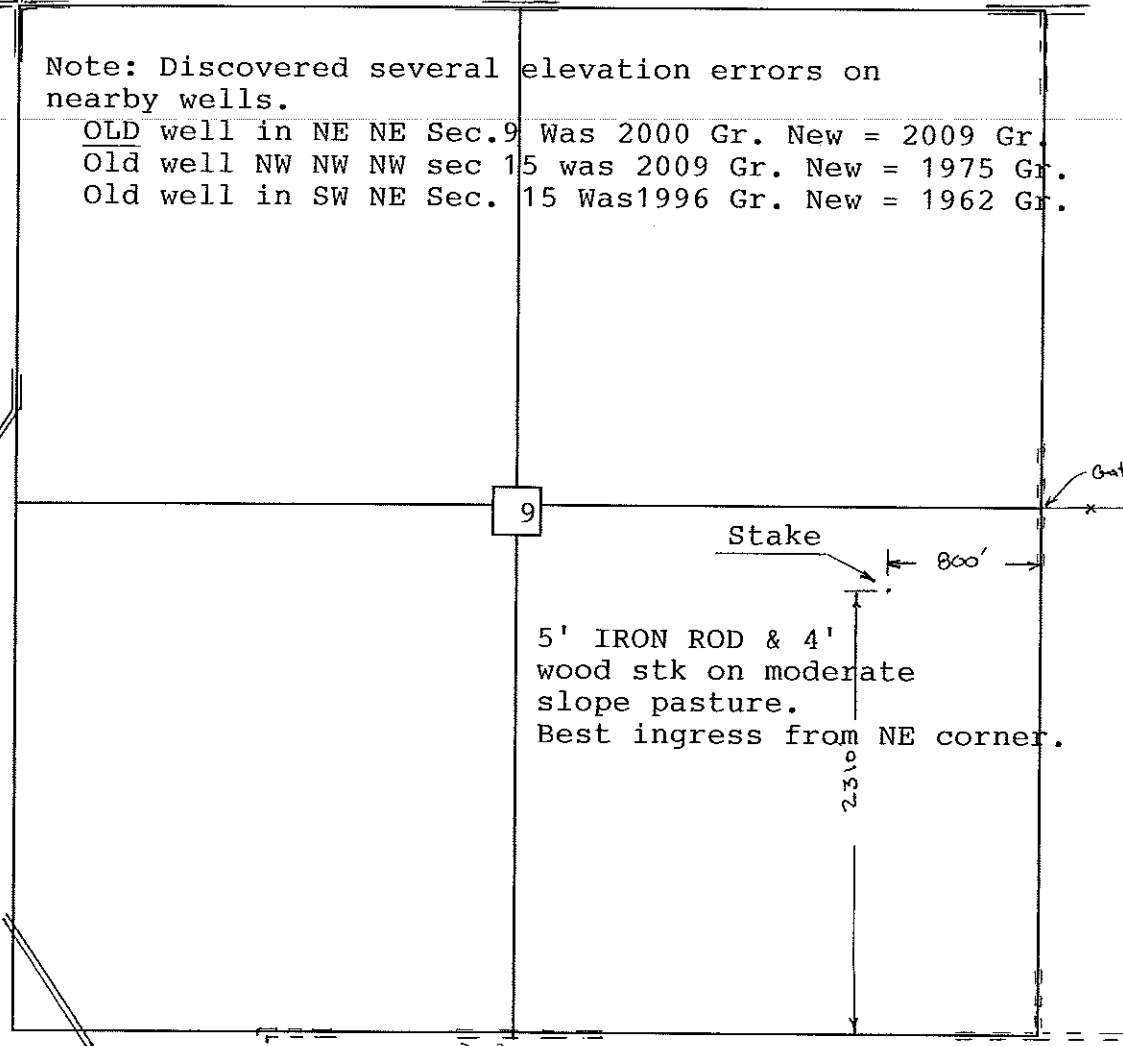 Note: Discovered several elevation errors on
nearby wells.
OLD well in NE NE Sec.9 Was 2000 Gr. New = 2009 Gr.
Old well NW NW NW sec 15 was 2009 Gr. New = 1975 Gr.
Old well in SW NE Sec. 15 Was1996 Gr. New = 1962 Gr.
9
Stake
800'
5' IRON ROD & 4'
wood stk on moderate
slope pasture.
Best ingress from NE corner.
2310